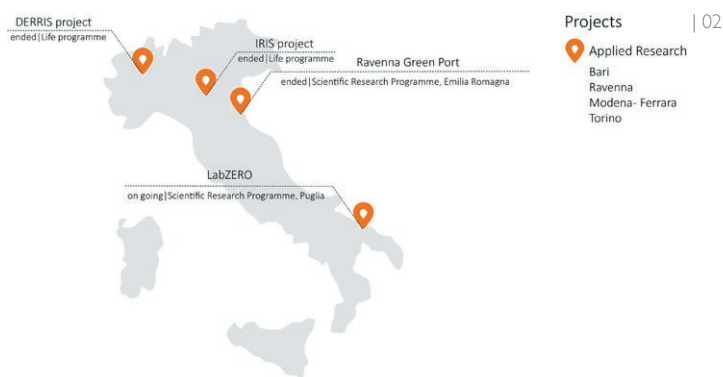 DERRIS project
ended|Life programme
IRIS project
ended|Life programme
Ravenna Green Port
ended|Scientific Research Programme, Emilia Romagna
LabZERO
on going|Scientific Research Programme, Puglia
Projects
| 02
Applied Research
Bari
Ravenna
Modena- Ferrara
Torino